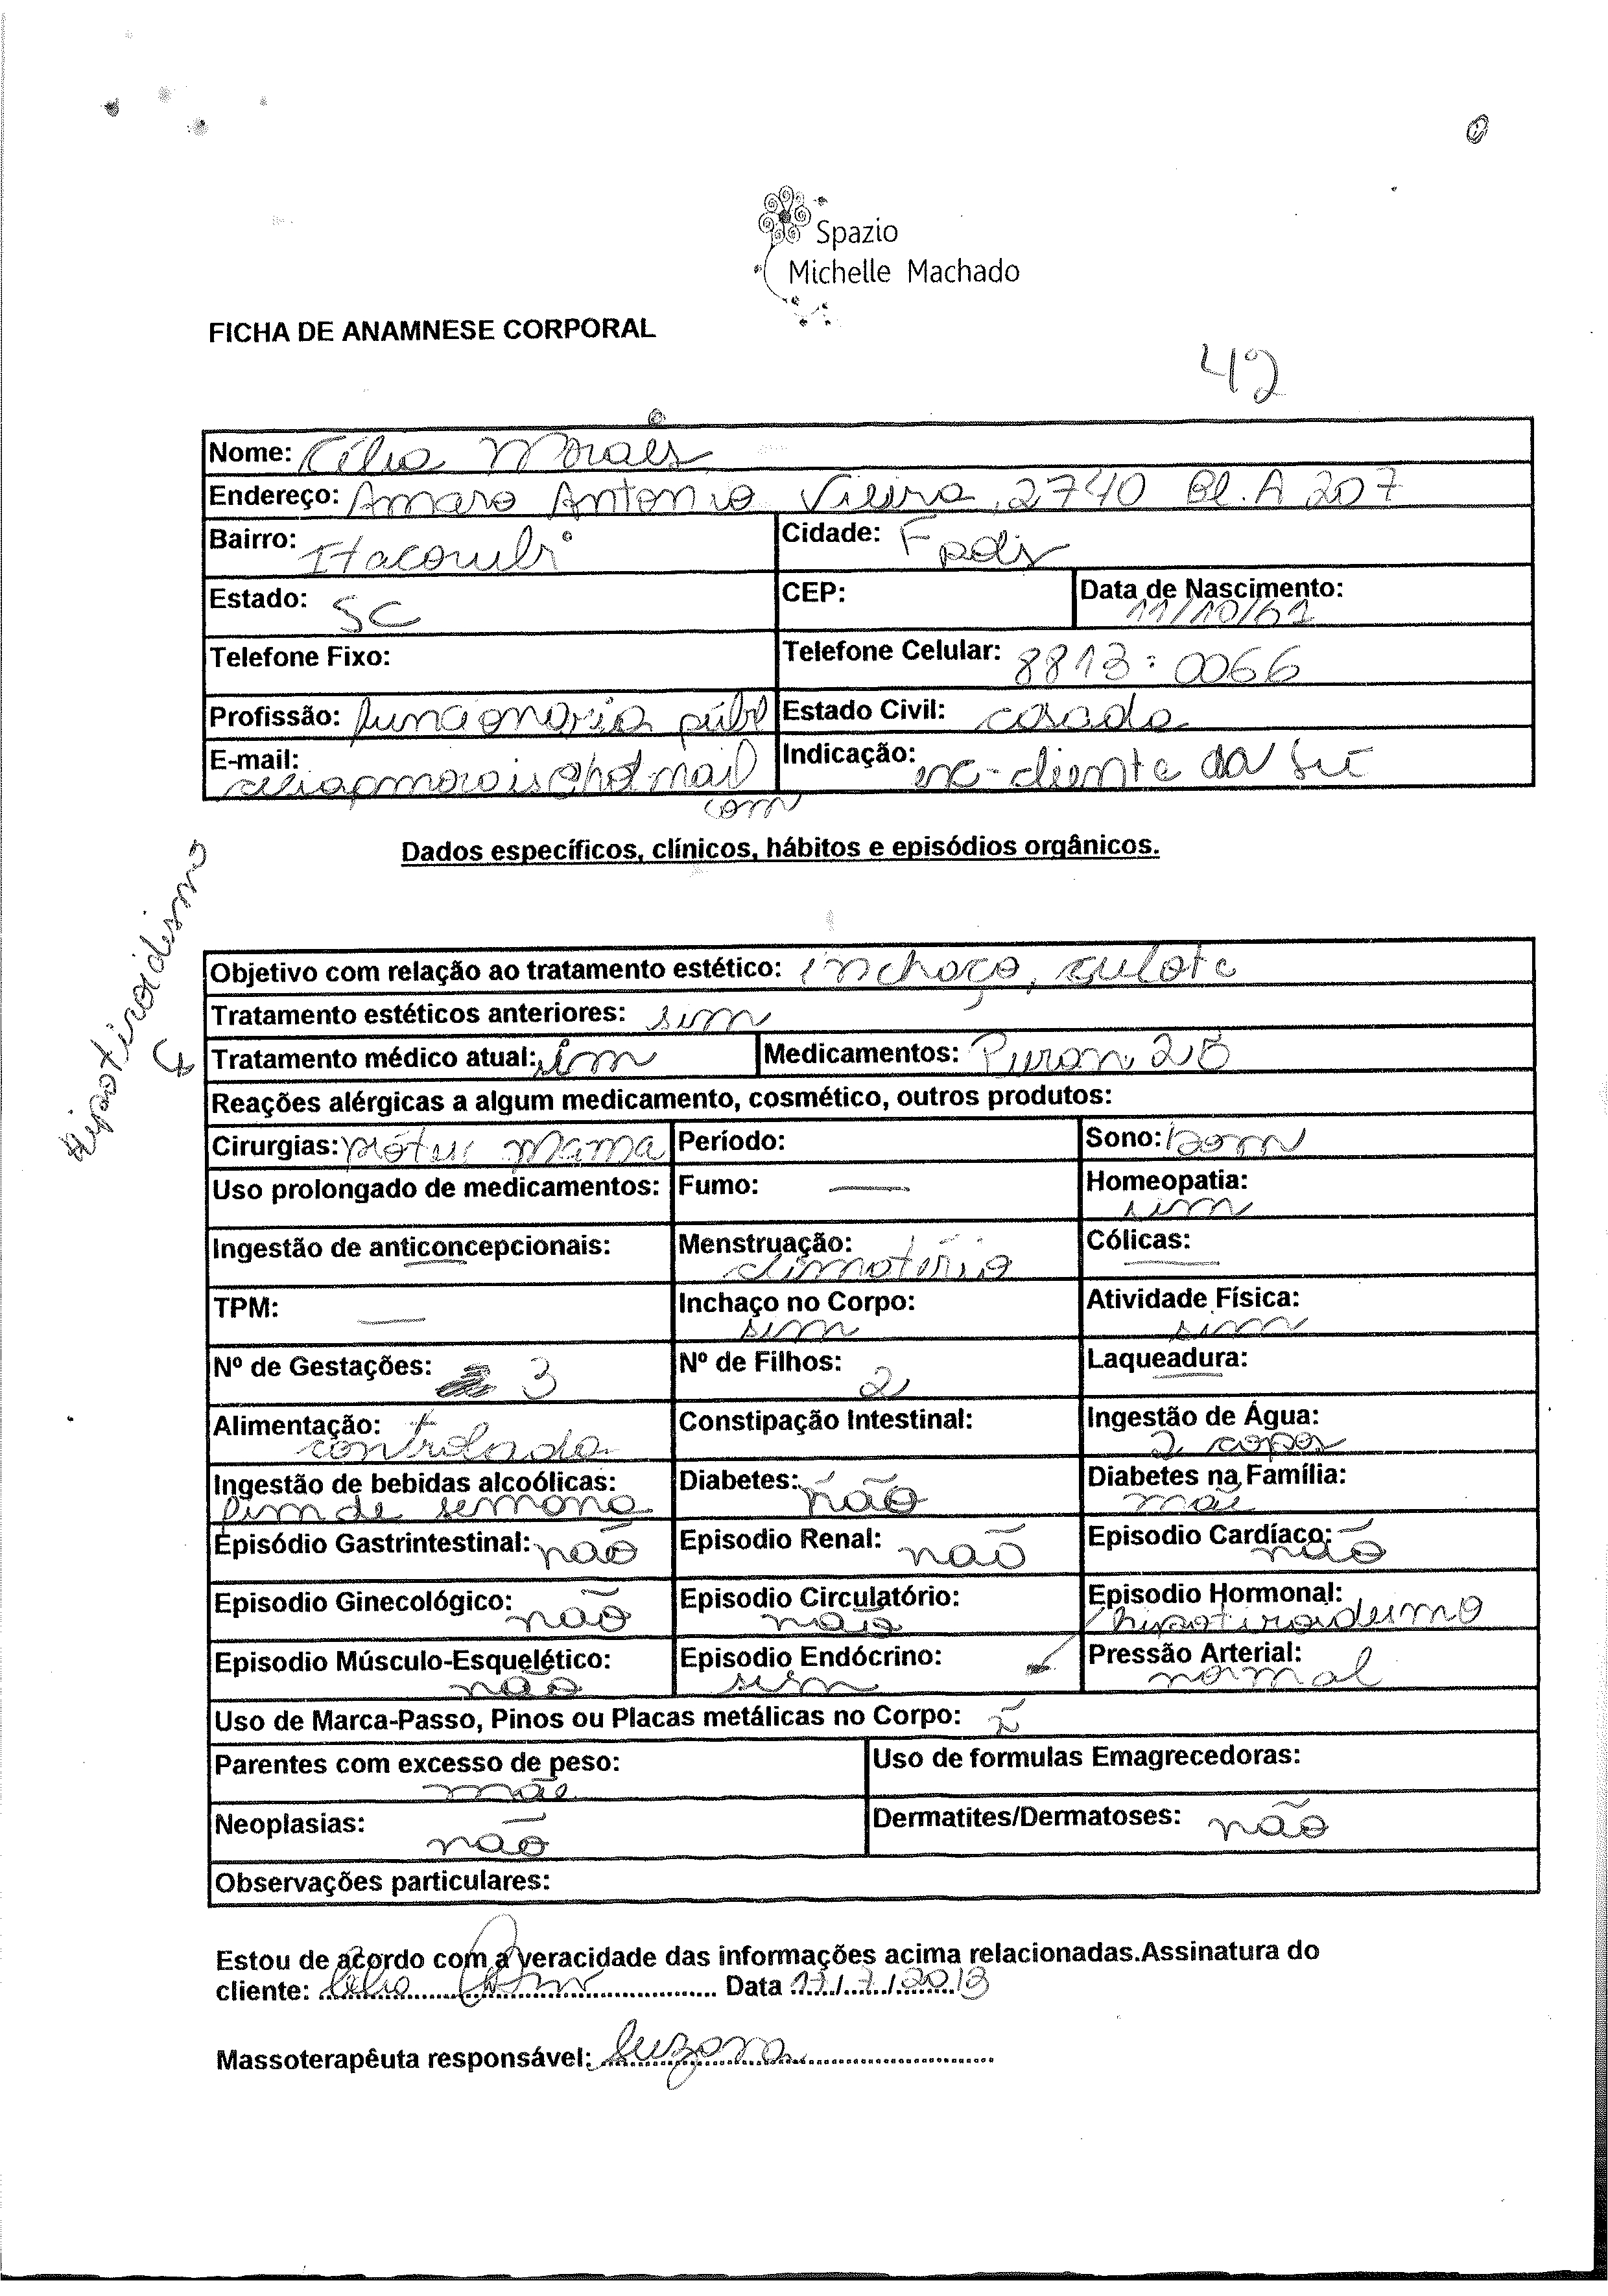 Spazio
Michelle Machado
FICHA DE ANAMNESE CORPORAL
42
Nome: Célia Morais
Endereço: Amaro Antonio Vieira, 2740 Bl. A 207
Bairro: Itacorubi Cidade: Fpolis
Estado: SC CEP: Data de Nascimento: 11/10/61
Telefone Fixo: Telefone Celular: 8813-0066
Profissão: funcionaria públ Estado Civil: casada
E-mail: celiapmorais@hotmail Indicação: ex-cliente da
com
Dados específicos, clínicos, hábitos e episódios orgânicos.
Hipotiroidismo
Objetivo com relação ao tratamento estético: inchaço, culote
Tratamento estéticos anteriores: sim
Tratamento médico atual: sim Medicamentos: Puran 25
Reações alérgicas a algum medicamento, cosmético, outros produtos:
Cirurgias: prótese mama Período: Sono: bom
Uso prolongado de medicamentos: Fumo: — Homeopatia: sim
Ingestão de anticoncepcionais: Menstruação: climatério Cólicas: —
TPM: — Inchaço no Corpo: sim Atividade Física: sim
Nº de Gestações: 3 Nº de Filhos: 2 Laqueadura: —
Alimentação: + controlada Constipação Intestinal: Ingestão de Água: 2 copos
Ingestão de bebidas alcoólicas: fim de semana Diabetes: não Diabetes na Família: mãe
Episódio Gastrintestinal: não Episodio Renal: não Episodio Cardíaco: não
Episodio Ginecológico: não Episodio Circulatório: não Episodio Hormonal: hipotiroidismo
Episodio Músculo-Esquelético: não Episodio Endócrino: sim Pressão Arterial: normal
Uso de Marca-Passo, Pinos ou Placas metálicas no Corpo:
Parentes com excesso de peso: mãe Uso de formulas Emagrecedoras:
Neoplasias: não Dermatites/Dermatoses: não
Observações particulares:
Estou de acordo com a veracidade das informações acima relacionadas.Assinatura do
cliente: Célia Data 17/7/2013
Massoterapêuta responsável: Suzana